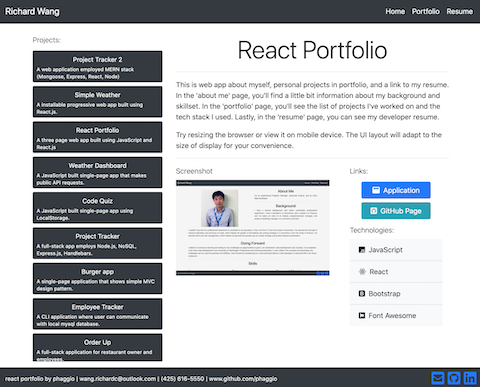 Richard Wang
Home Portfolio Resume
Projects:
Project Tracker 2
A web application employed MERN stack
(Mongoose, Express, React, Node)
Simple Weather
An installable progressive web app built using
React.js.
React Portfolio
A three page web app built using JavaScript and
React.js
Weather Dashboard
A JavaScript built single-page app that makes
public API requests.
Code Quiz
A JavaScript built single-page app using
LocalStorage.
Project Tracker
A full-stack app employs Node.js, NoSQL,
Express.js, Handlebars.
Burger app
A single-page application that shows simple MVC
design pattern.
Employee Tracker
A CLI application where user can communicate
with local mysql database.
Order Up
A full-stack application for restaurant owner and
employees.
React Portfolio
This is web app about myself, personal projects in portfolio, and a link to my resume.
In the 'about me' page, you'll find a little bit information about my background and
skillset. In the 'portfolio' page, you'll see the list of projects I've worked on and the
tech stack I used. Lastly, in the 'resume' page, you can see my developer resume.
Try resizing the browser or view it on mobile device. The UI layout will adapt to the
size of display for your convenience.
Screenshot
About Me
Background
Going Forward
Skills
Links:
Application
GitHub Page
Technologies:
JavaScript
React
Bootstrap
Font Awesome
react portfolio by phaggio | wang.richardc@outlook.com | (425) 616-5550 | www.github.com/phaggio